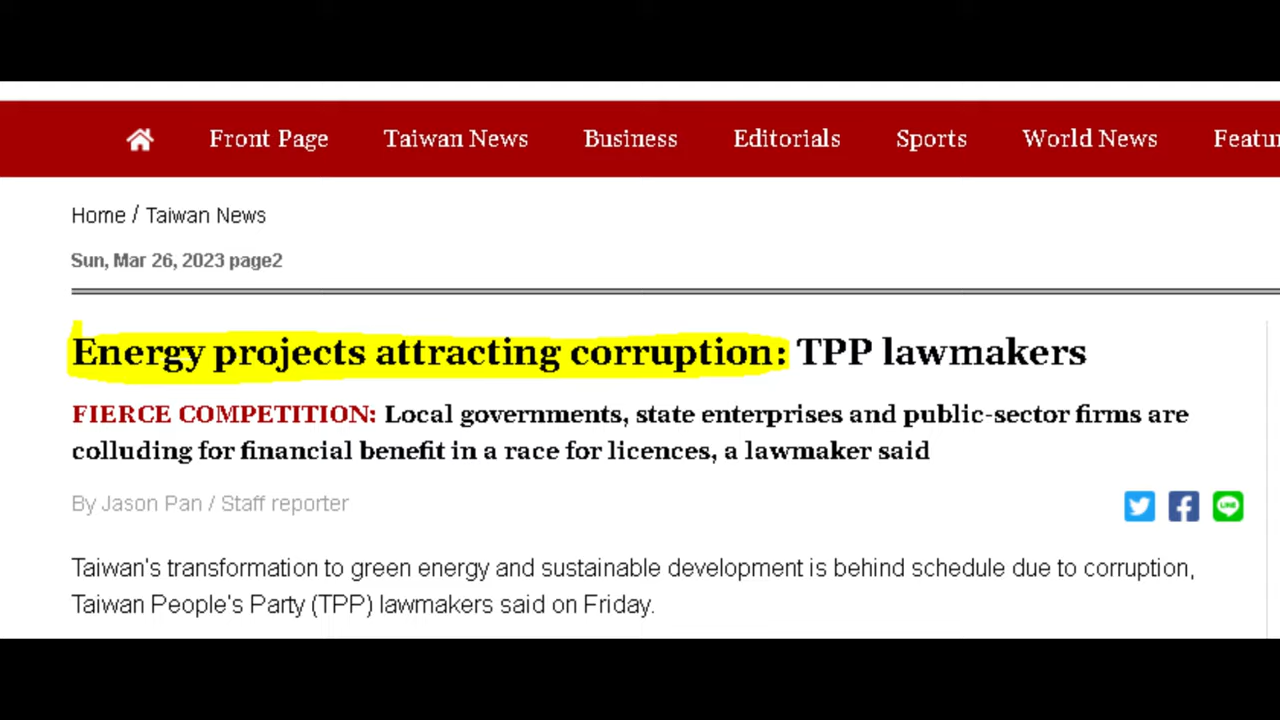 Front Page Taiwan News Business Editorials Sports World News Featu
Home / Taiwan News
Sun, Mar 26, 2023 page2
Energy projects attracting corruption: TPP lawmakers
FIERCE COMPETITION: Local governments, state enterprises and public-sector firms are
colluding for financial benefit in a race for licences, a lawmaker said
By Jason Pan / Staff reporter
LINE
Taiwan's transformation to green energy and sustainable development is behind schedule due to corruption,
Taiwan People's Party (TPP) lawmakers said on Friday.